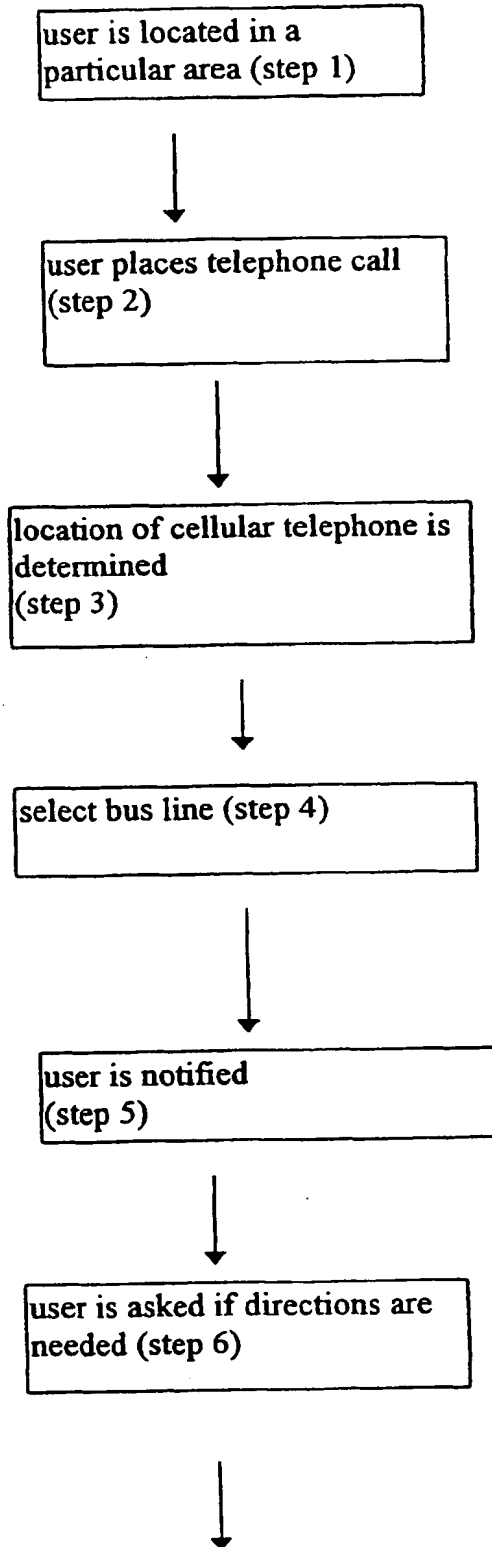 user is located in a
particular area (step 1)
user places telephone call
(step 2)
location of cellular telephone is
determined
(step 3)
select bus line (step 4)
user is notified
(step 5)
user is asked if directions are
needed (step 6)